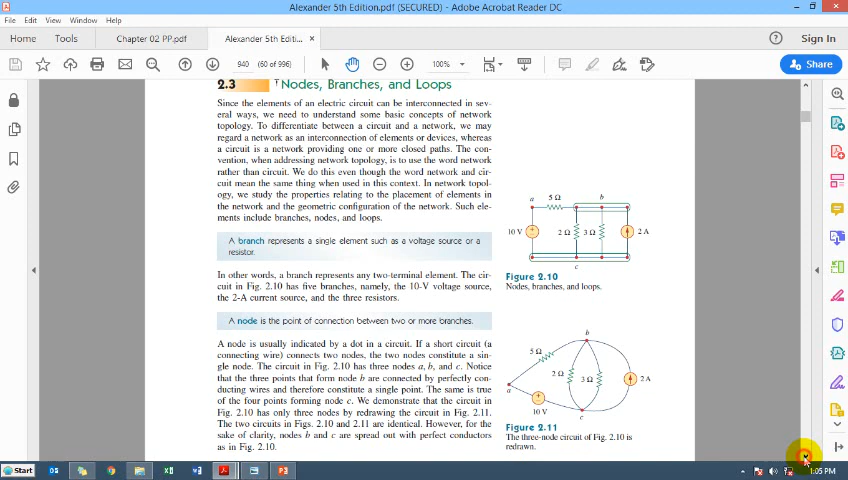 Alexander 5th Edition.pdf (SECURED) - Adobe Acrobat Reader DC
File Edit View Window Help
Home Tools Chapter 02 PP.pdf Alexander 5th Editi... × Sign In
940 (60 of 996) 100% Share
2.3 Nodes, Branches, and Loops
Since the elements of an electric circuit can be interconnected in sev-
eral ways, we need to understand some basic concepts of network
topology. To differentiate between a circuit and a network, we may
regard a network as an interconnection of elements or devices, whereas
a circuit is a network providing one or more closed paths. The con-
vention, when addressing network topology, is to use the word network
rather than circuit. We do this even though the word network and cir-
cuit mean the same thing when used in this context. In network topol-
ogy, we study the properties relating to the placement of elements in
the network and the geometric configuration of the network. Such ele-
ments include branches, nodes, and loops.
A branch represents a single element such as a voltage source or a
resistor.
In other words, a branch represents any two-terminal element. The cir-
cuit in Fig. 2.10 has five branches, namely, the 10-V voltage source,
the 2-A current source, and the three resistors.
A node is the point of connection between two or more branches.
A node is usually indicated by a dot in a circuit. If a short circuit (a
connecting wire) connects two nodes, the two nodes constitute a sin-
gle node. The circuit in Fig. 2.10 has three nodes a, b, and c. Notice
that the three points that form node b are connected by perfectly con-
ducting wires and therefore constitute a single point. The same is true
of the four points forming node c. We demonstrate that the circuit in
Fig. 2.10 has only three nodes by redrawing the circuit in Fig. 2.11.
The two circuits in Figs. 2.10 and 2.11 are identical. However, for the
sake of clarity, nodes b and c are spread out with perfect conductors
as in Fig. 2.10.
a 5 Ω b
10 V + − 2 Ω 3 Ω 2 A
c
Figure 2.10
Nodes, branches, and loops.
b
5 Ω
2 Ω 3 Ω 2 A
a
+ −
10 V c
Figure 2.11
The three-node circuit of Fig. 2.10 is
redrawn.
Start 1:05 PM